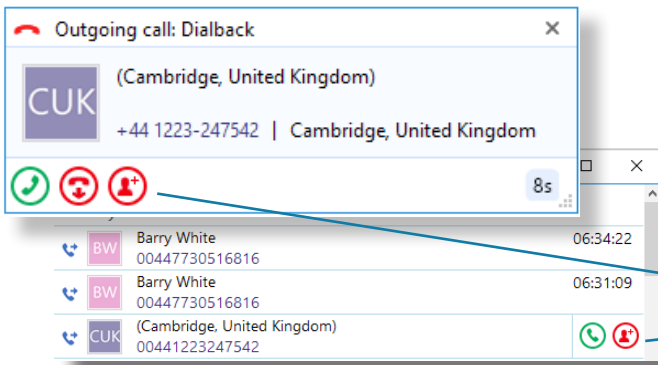 Outgoing call: Dialback
CUK
(Cambridge, United Kingdom)
+44 1223-247542 | Cambridge, United Kingdom
8s
BW
Barry White
00447730516816
06:34:22
BW
Barry White
00447730516816
06:31:09
CUK
(Cambridge, United Kingdom)
00441223247542